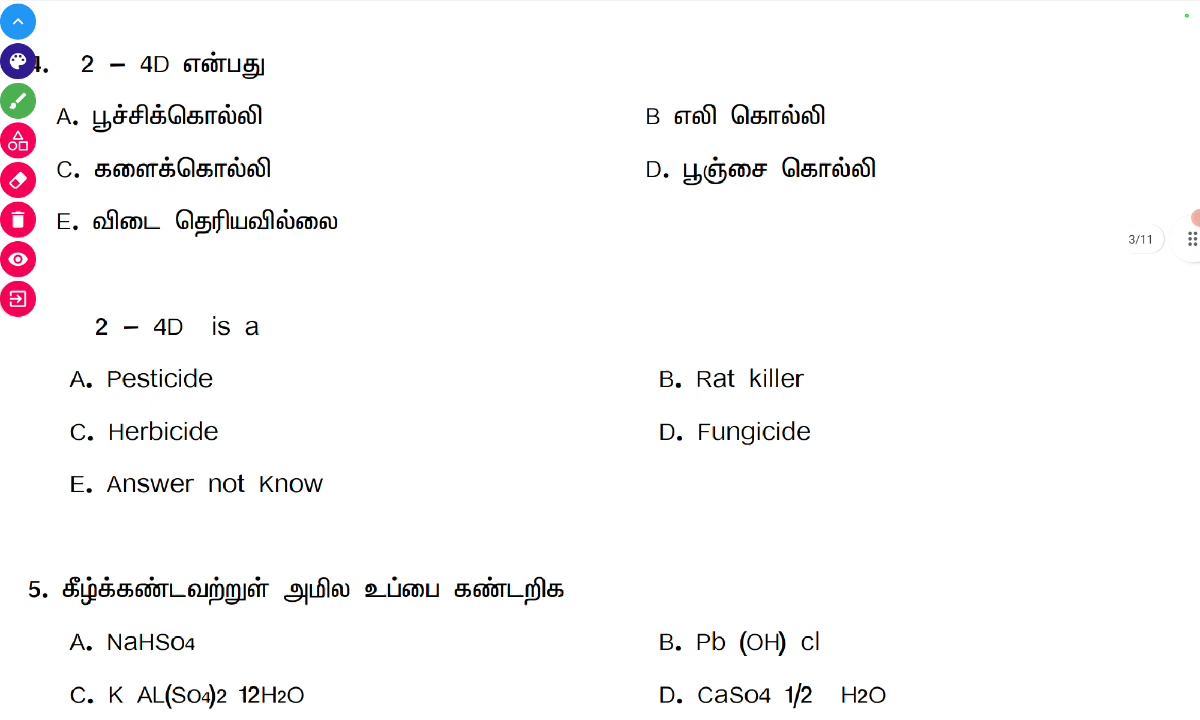 4. 2 – 4D என்பது
A. பூச்சிக்கொல்லி B எலி கொல்லி
C. களைக்கொல்லி D. பூஞ்சை கொல்லி
E. விடை தெரியவில்லை
3/11
2 – 4D is a
A. Pesticide B. Rat killer
C. Herbicide D. Fungicide
E. Answer not Know
5. கீழ்க்கண்டவற்றுள் அமில உப்பை கண்டறிக
A. NaHSo4 B. Pb (OH) cl
C. K AL(So4)2 12H2O D. CaSo4 1/2 H2O